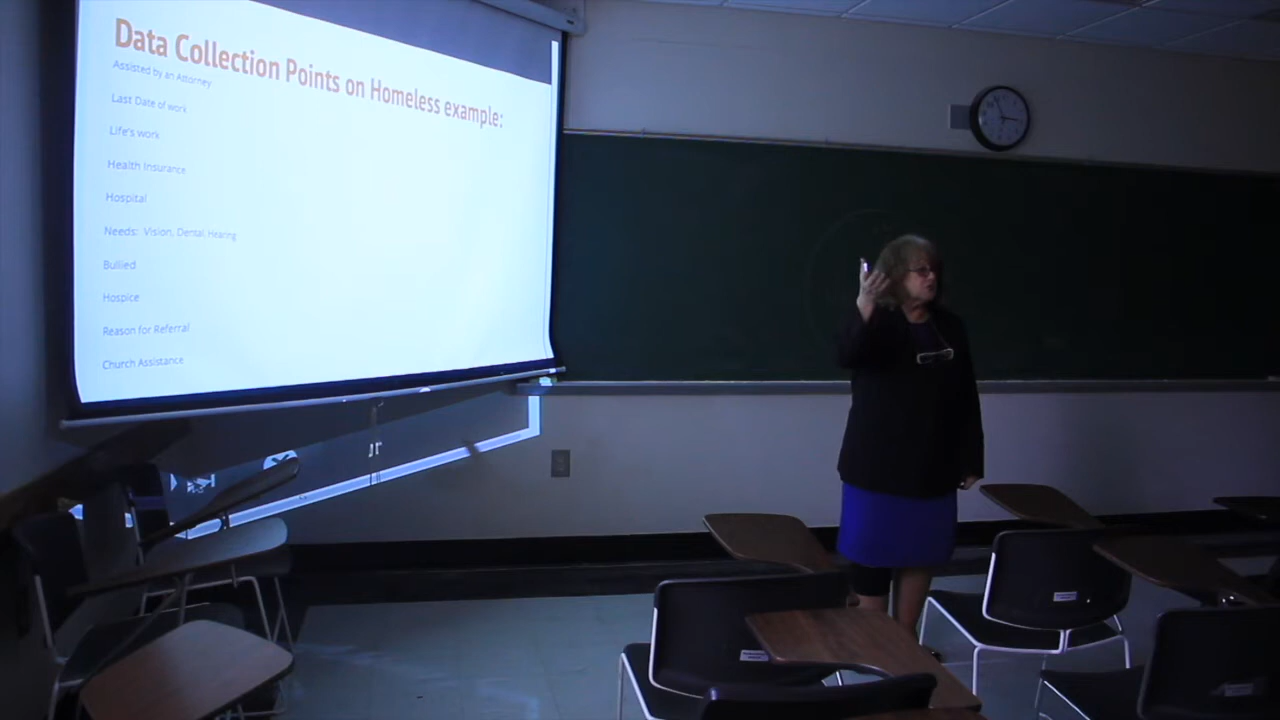 Data Collection Points on Homeless example:
Assisted by an Attorney
Last Date of work
Life's work
Health Insurance
Hospital
Needs: Vision, Dental, Hearing
Bullied
Hospice
Reason for Referral
Church Assistance